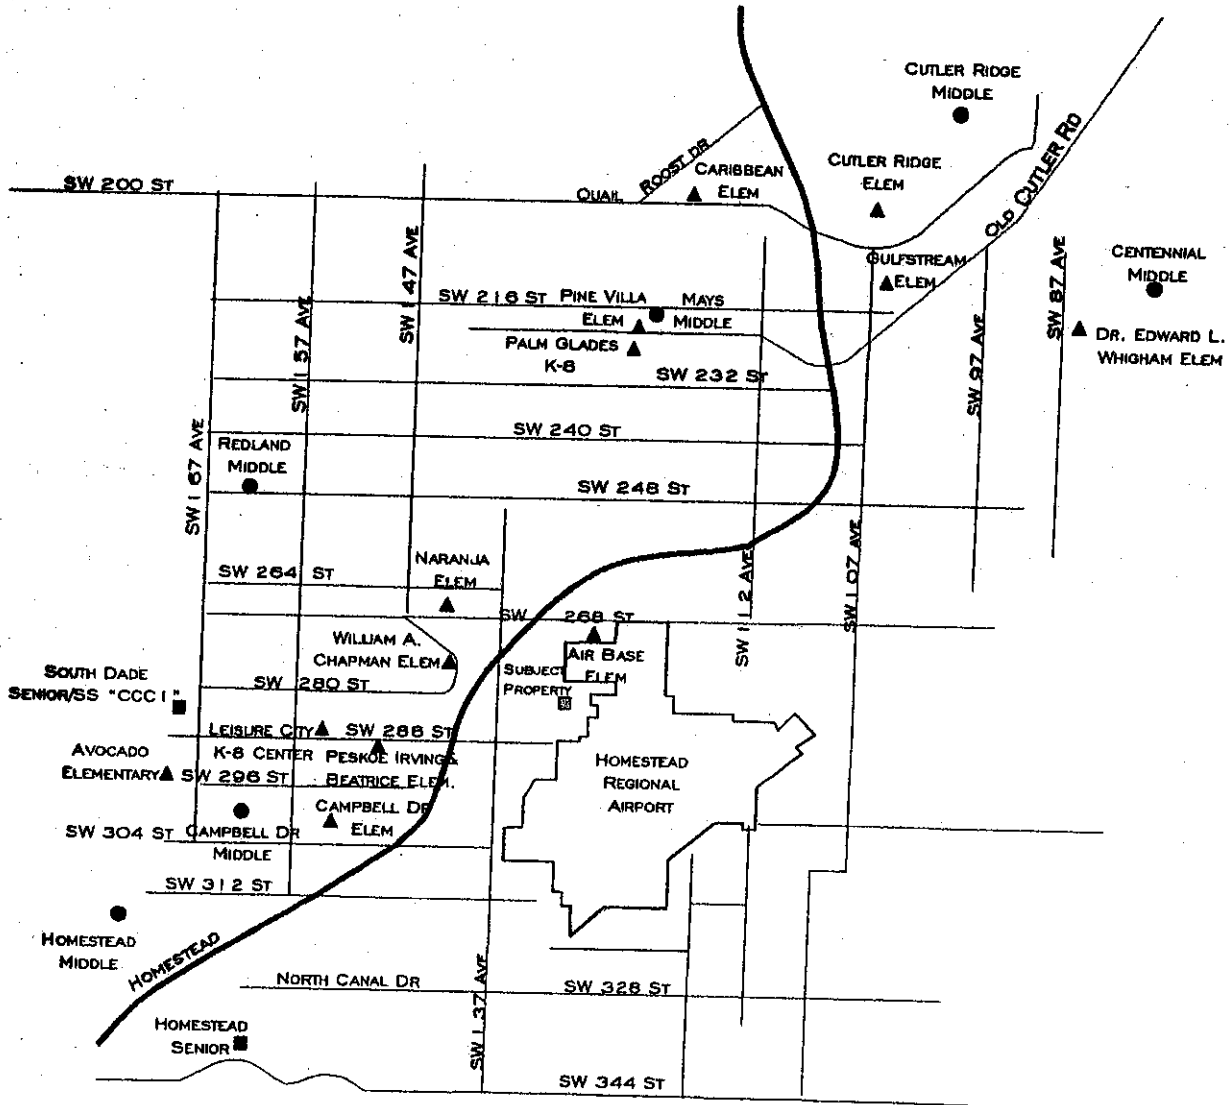 CUTLER RIDGE
MIDDLE
OLD CUTLER RD
ROOST DR
QUAIL
CARIBBEAN
ELEM
CUTLER RIDGE
ELEM
SW 200 ST
SW 147 AVE
GULFSTREAM
ELEM
SW 87 AVE
CENTENNIAL
MIDDLE
SW 216 ST
PINE VILLA
ELEM
MAYS
MIDDLE
SW 157 AVE
PALM GLADES
K-8
DR. EDWARD L.
WHIGHAM ELEM
SW 97 AVE
SW 232 ST
SW 240 ST
SW 167 AVE
REDLAND
MIDDLE
SW 248 ST
SW 107 AVE
SW 112 AVE
NARANJA
ELEM
SW 264 ST
SW 268 ST
WILLIAM A.
CHAPMAN ELEM
AIR BASE
ELEM
SUBJECT
PROPERTY
SOUTH DADE
SENIOR/SS "CCC1"
SW 280 ST
LEISURE CITY
K-8 CENTER
SW 288 ST
PESKOE IRVING &
BEATRICE ELEM.
AVOCADO
ELEMENTARY
SW 296 ST
HOMESTEAD
REGIONAL
AIRPORT
CAMPBELL DR
ELEM
SW 304 ST
CAMPBELL DR
MIDDLE
SW 312 ST
HOMESTEAD
MIDDLE
HOMESTEAD
NORTH CANAL DR
SW 328 ST
SW 137 AVE
HOMESTEAD
SENIOR
SW 344 ST